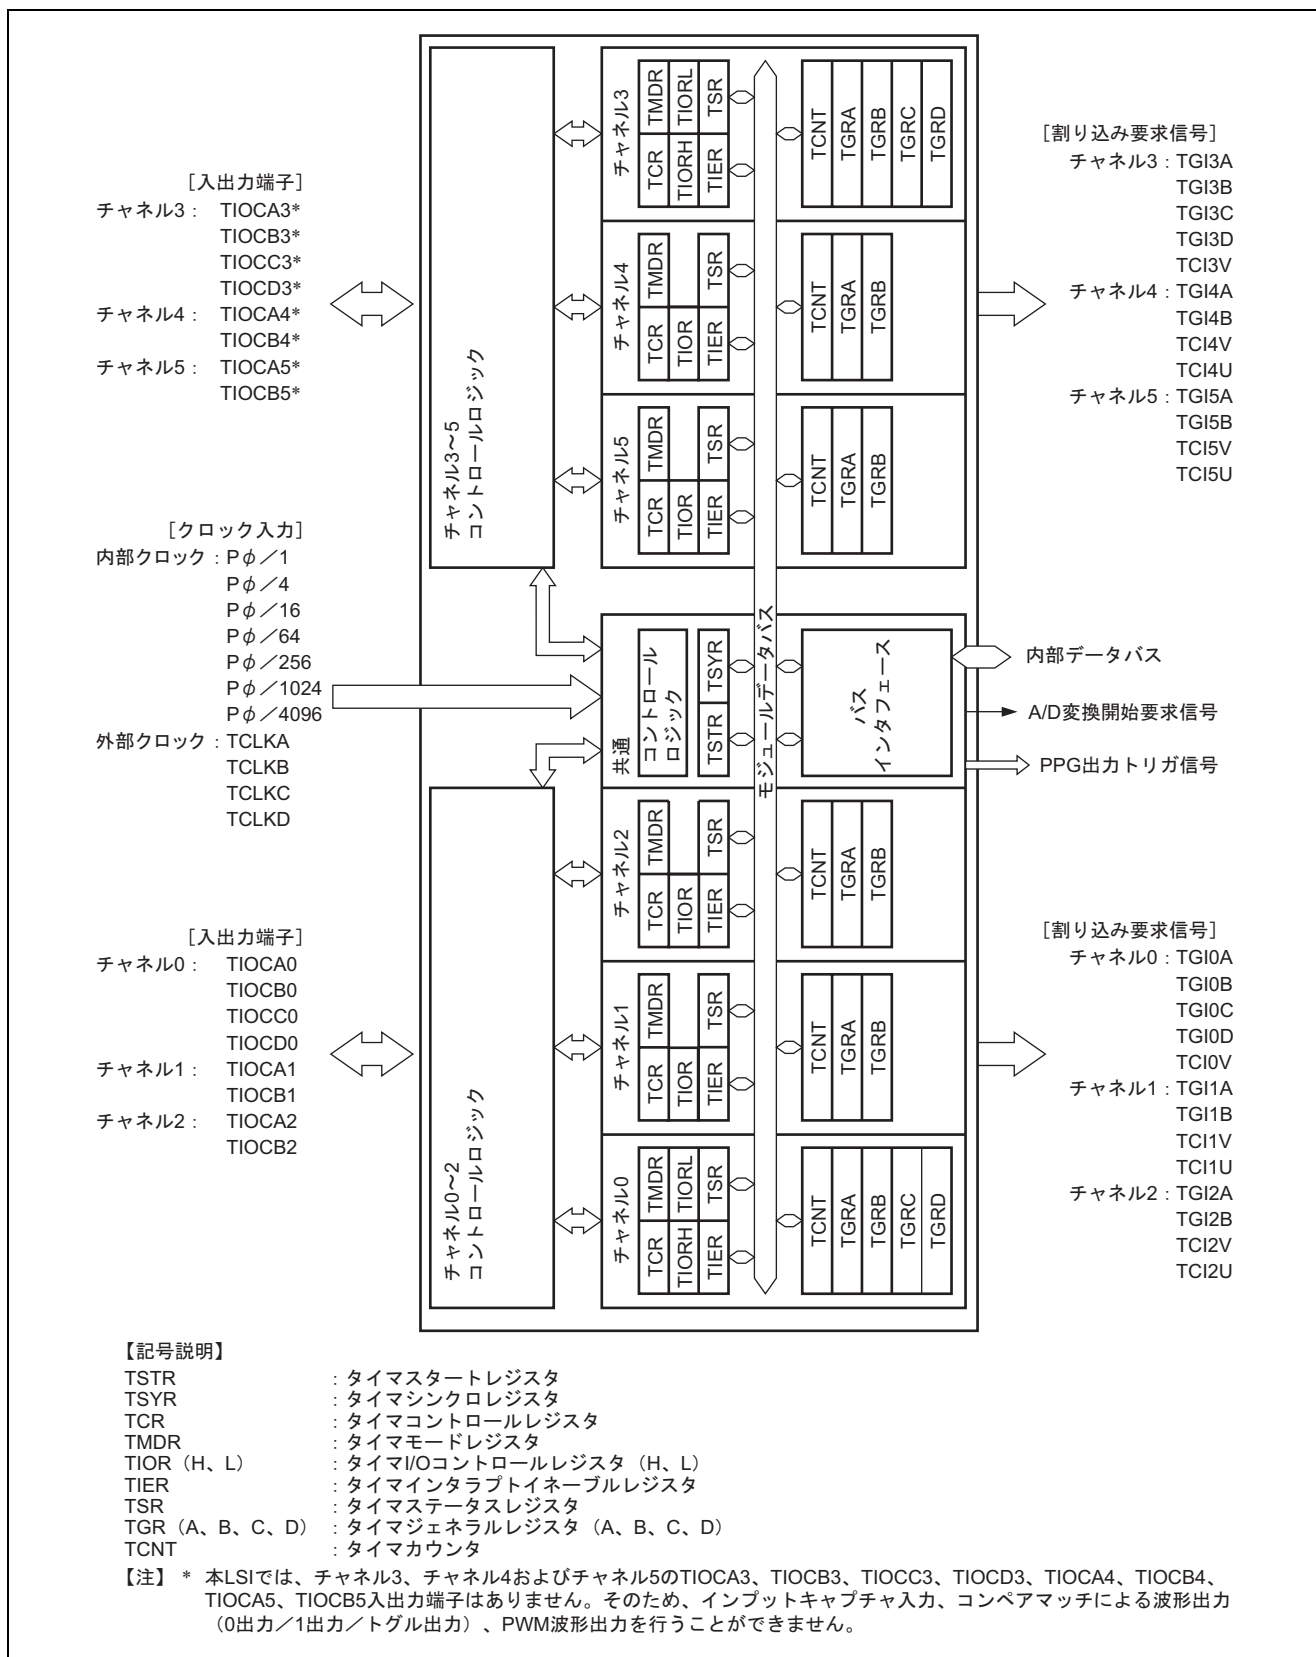 [入出力端子]
チャネル3 : TIOCA3*
TIOCB3*
TIOCC3*
TIOCD3*
チャネル4 : TIOCA4*
TIOCB4*
チャネル5 : TIOCA5*
TIOCB5*
[クロック入力]
内部クロック : Pφ／1
Pφ／4
Pφ／16
Pφ／64
Pφ／256
Pφ／1024
Pφ／4096
外部クロック : TCLKA
TCLKB
TCLKC
TCLKD
[入出力端子]
チャネル0 : TIOCA0
TIOCB0
TIOCC0
TIOCD0
チャネル1 : TIOCA1
TIOCB1
チャネル2 : TIOCA2
TIOCB2
チャネル3～5
コントロールロジック
チャネル0～2
コントロールロジック
チャネル3
TCR TMDR
TIORH TIORL
TIER TSR
TCNT
TGRA
TGRB
TGRC
TGRD
チャネル4
TCR TMDR
TIOR
TIER TSR
TCNT
TGRA
TGRB
チャネル5
TCR TMDR
TIOR
TIER TSR
TCNT
TGRA
TGRB
共通
コントロール
ロジック
TSTR TSYR
モジュールデータバス
バス
インタフェース
チャネル2
TCR TMDR
TIOR
TIER TSR
TCNT
TGRA
TGRB
チャネル1
TCR TMDR
TIOR
TIER TSR
TCNT
TGRA
TGRB
チャネル0
TCR TMDR
TIORH TIORL
TIER TSR
TCNT
TGRA
TGRB
TGRC
TGRD
[割り込み要求信号]
チャネル3 : TGI3A
TGI3B
TGI3C
TGI3D
TCI3V
チャネル4 : TGI4A
TGI4B
TCI4V
TCI4U
チャネル5 : TGI5A
TGI5B
TCI5V
TCI5U
内部データバス
A/D変換開始要求信号
PPG出力トリガ信号
[割り込み要求信号]
チャネル0 : TGI0A
TGI0B
TGI0C
TGI0D
TCI0V
チャネル1 : TGI1A
TGI1B
TCI1V
TCI1U
チャネル2 : TGI2A
TGI2B
TCI2V
TCI2U
【記号説明】
TSTR : タイマスタートレジスタ
TSYR : タイマシンクロレジスタ
TCR : タイマコントロールレジスタ
TMDR : タイマモードレジスタ
TIOR（H、L） : タイマI/Oコントロールレジスタ（H、L）
TIER : タイマインタラプトイネーブルレジスタ
TSR : タイマステータスレジスタ
TGR（A、B、C、D） : タイマジェネラルレジスタ（A、B、C、D）
TCNT : タイマカウンタ
【注】 * 本LSIでは、チャネル3、チャネル4およびチャネル5のTIOCA3、TIOCB3、TIOCC3、TIOCD3、TIOCA4、TIOCB4、
TIOCA5、TIOCB5入出力端子はありません。そのため、インプットキャプチャ入力、コンペアマッチによる波形出力
（0出力／1出力／トグル出力）、PWM波形出力を行うことができません。